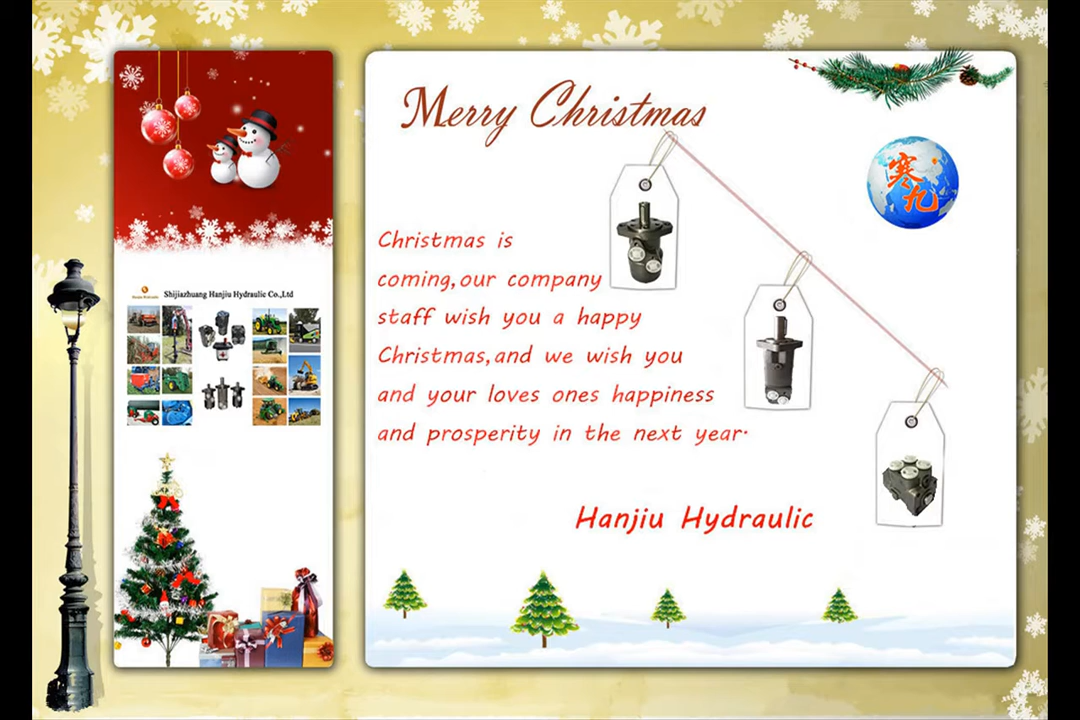 Merry Christmas
寒
九
Christmas is
coming,our company
staff wish you a happy
Christmas,and we wish you
and your loves ones happiness
and prosperity in the next year.
Hanjiu Hydraulic
Shijiazhuang Hanjiu Hydraulic Co.,Ltd